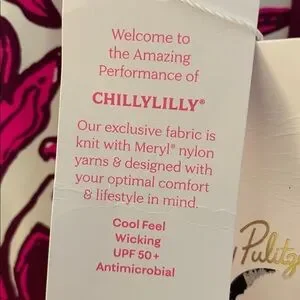 Welcome to
the Amazing
Performance of
CHILLYLILLY®
Our exclusive fabric is
knit with Meryl® nylon
yarns & designed with
your optimal comfort
& lifestyle in mind.
Cool Feel
Wicking
UPF 50+
Antimicrobial